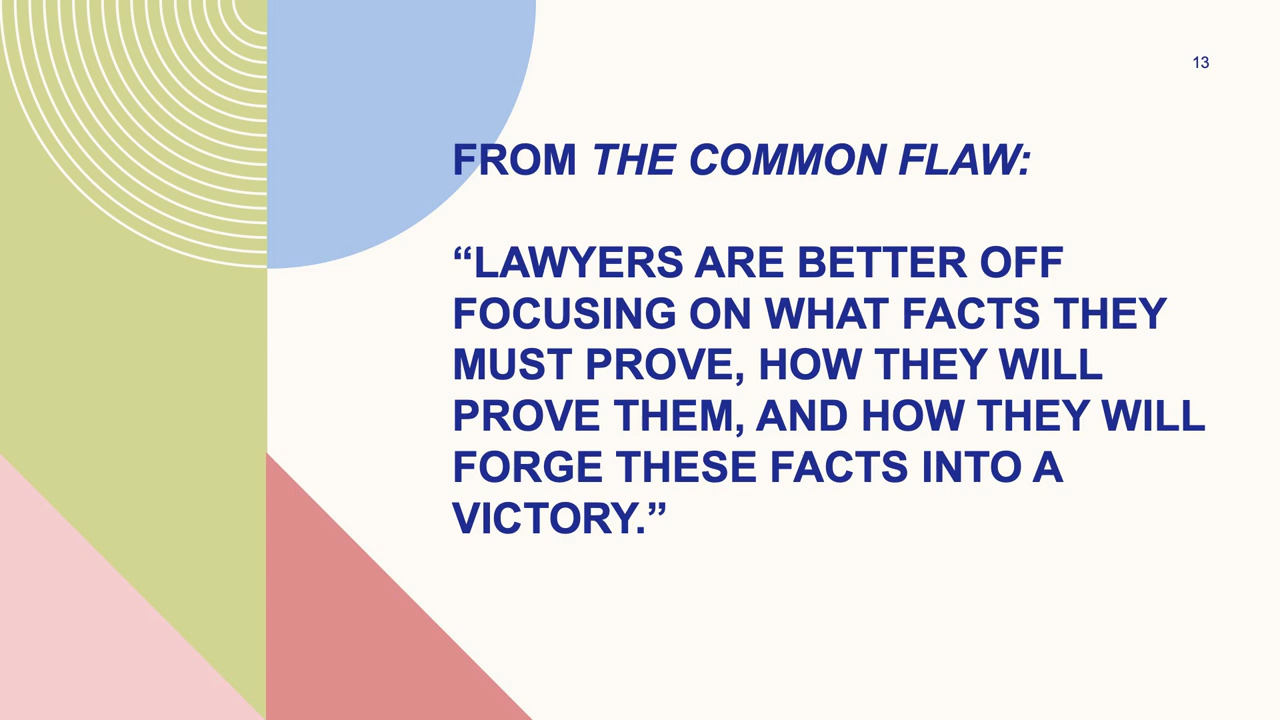 13
FROM THE COMMON FLAW:
“LAWYERS ARE BETTER OFF
FOCUSING ON WHAT FACTS THEY
MUST PROVE, HOW THEY WILL
PROVE THEM, AND HOW THEY WILL
FORGE THESE FACTS INTO A
VICTORY.”